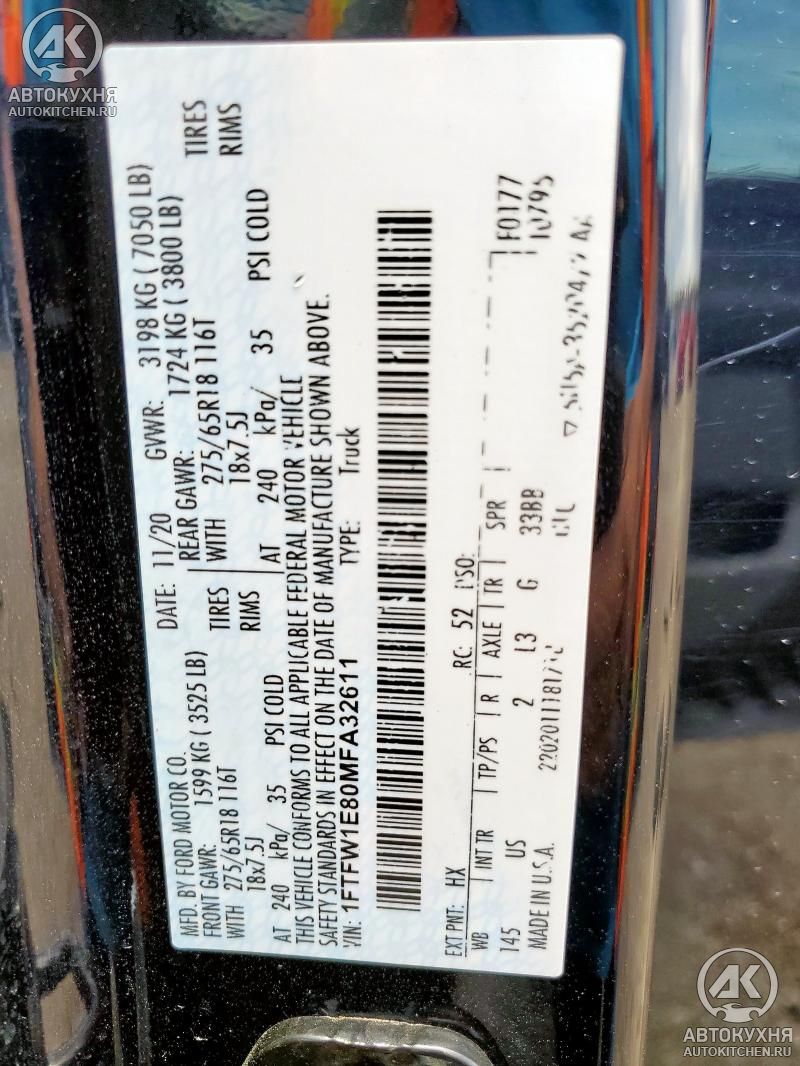 AK
АВТОКУХНЯ
AUTOKITCHEN.RU
MFD. BY FORD MOTOR CO. DATE: 11/20 GVWR: 3198 KG ( 7050 LB)
FRONT GAWR: 1599 KG ( 3525 LB) REAR GAWR: 1724 KG ( 3800 LB)
WITH 275/65R18 116T TIRES WITH 275/65R18 116T TIRES
18x7.5J RIMS 18x7.5J RIMS
AT 240 kPa/ 35 PSI COLD AT 240 kPa/ 35 PSI COLD
THIS VEHICLE CONFORMS TO ALL APPLICABLE FEDERAL MOTOR VEHICLE
SAFETY STANDARDS IN EFFECT ON THE DATE OF MANUFACTURE SHOWN ABOVE.
VIN: 1FTFW1E80MFA32611 TYPE: Truck
EXT PNT: HX RC: 52 DSO:
WB INT TR TP/PS R AXLE TR SPR F0177
145 US 2 L3 G 33BB 10795
MADE IN U.S.A.
AK
АВТОКУХНЯ
AUTOKITCHEN.RU